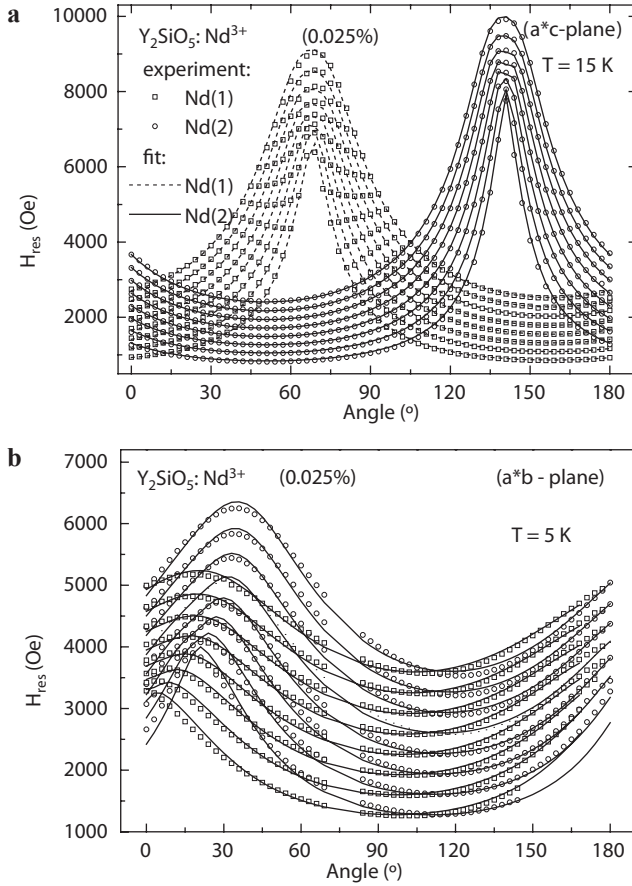 a
Y₂SiO₅: Nd³⁺ (0.025%) (a*c-plane)
experiment: T = 15 K
Nd(1)
Nd(2)
fit:
Nd(1)
Nd(2)
H_res (Oe)
10000
8000
6000
4000
2000
0 30 60 90 120 150 180
Angle (º)
b
Y₂SiO₅: Nd³⁺ (0.025%) (a*b - plane)
T = 5 K
H_res (Oe)
7000
6000
5000
4000
3000
2000
1000
0 30 60 90 120 150 180
Angle (º)